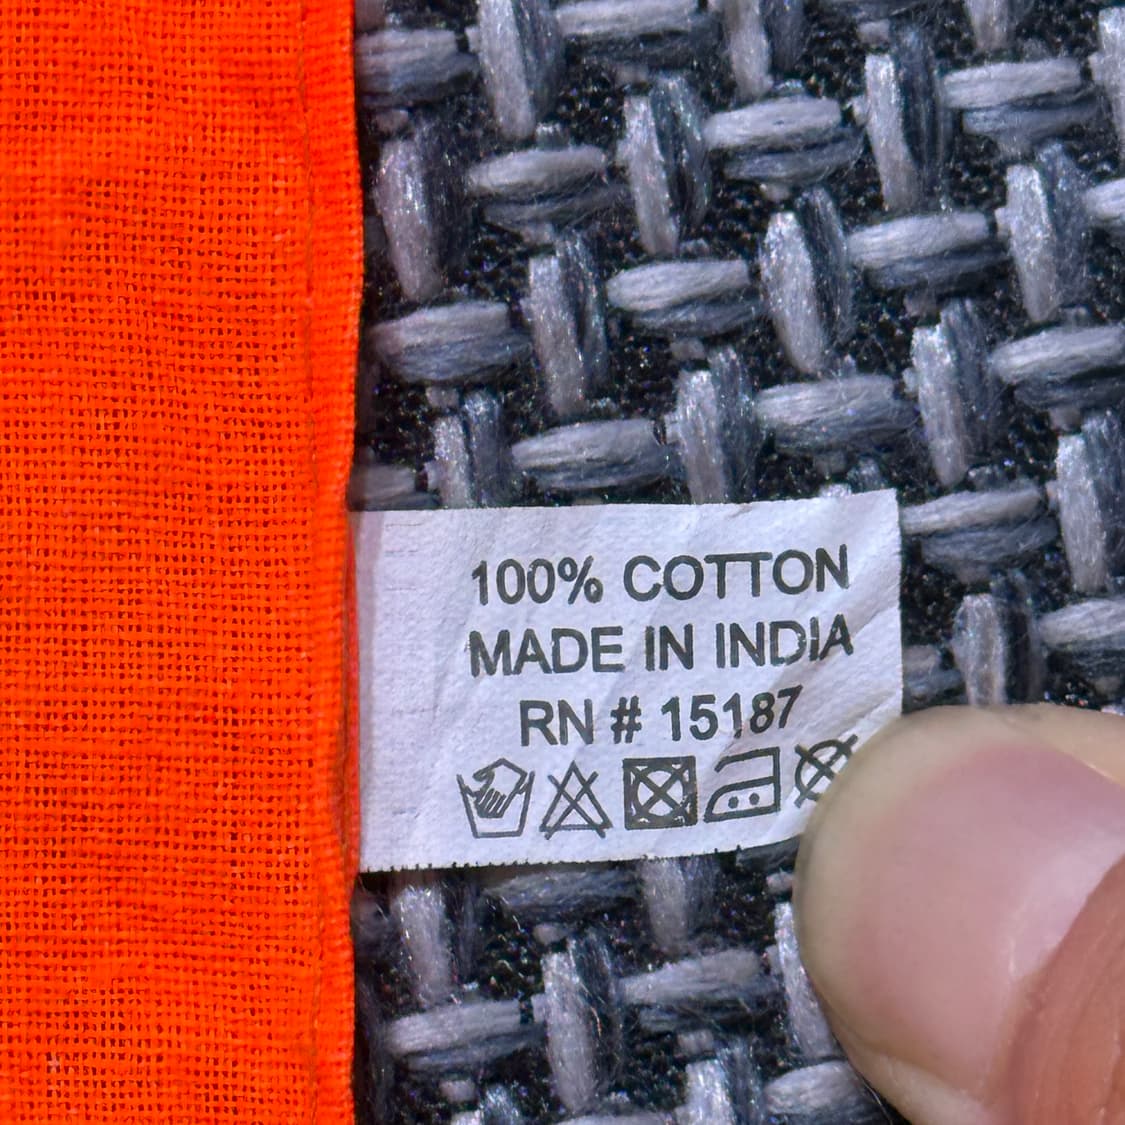 100% COTTON
MADE IN INDIA
RN # 15187